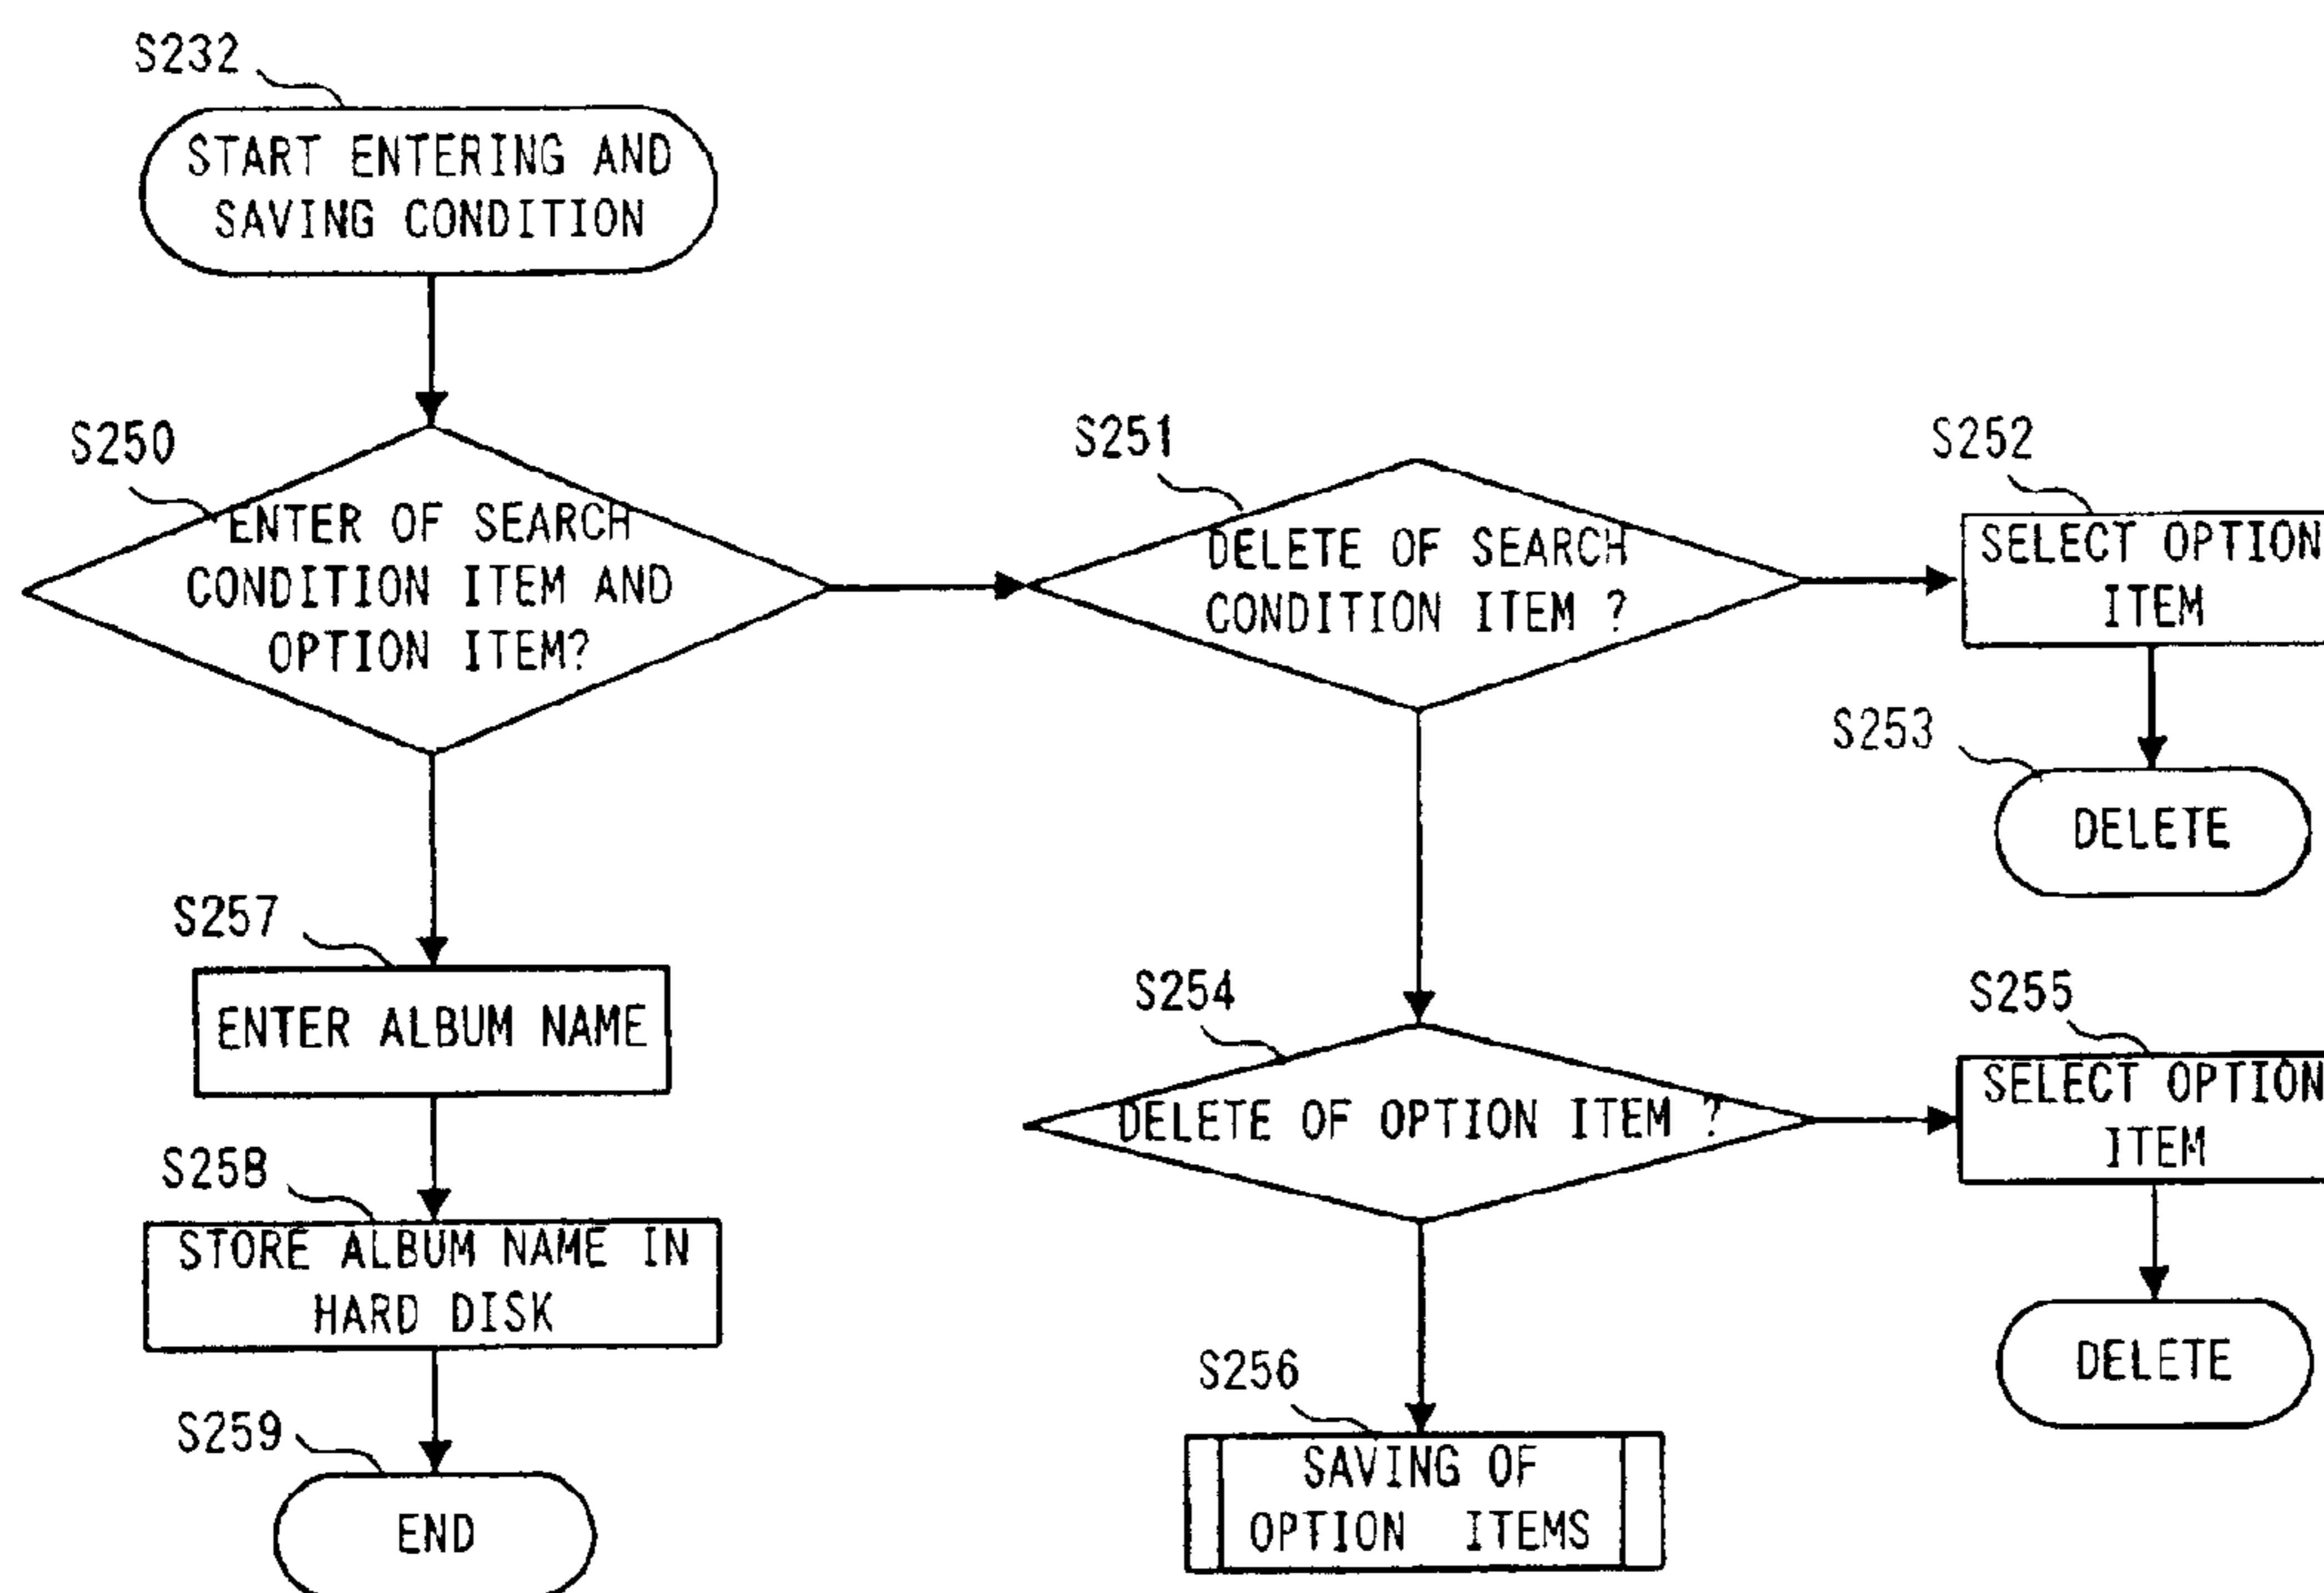 S232
START ENTERING AND
SAVING CONDITION
S250
ENTER OF SEARCH
CONDITION ITEM AND
OPTION ITEM?
S251
DELETE OF SEARCH
CONDITION ITEM ?
S252
SELECT OPTION
ITEM
S253
DELETE
S257
ENTER ALBUM NAME
S254
DELETE OF OPTION ITEM ?
S255
SELECT OPTION
ITEM
S258
STORE ALBUM NAME IN
HARD DISK
DELETE
S256
SAVING OF
OPTION ITEMS
S259
END